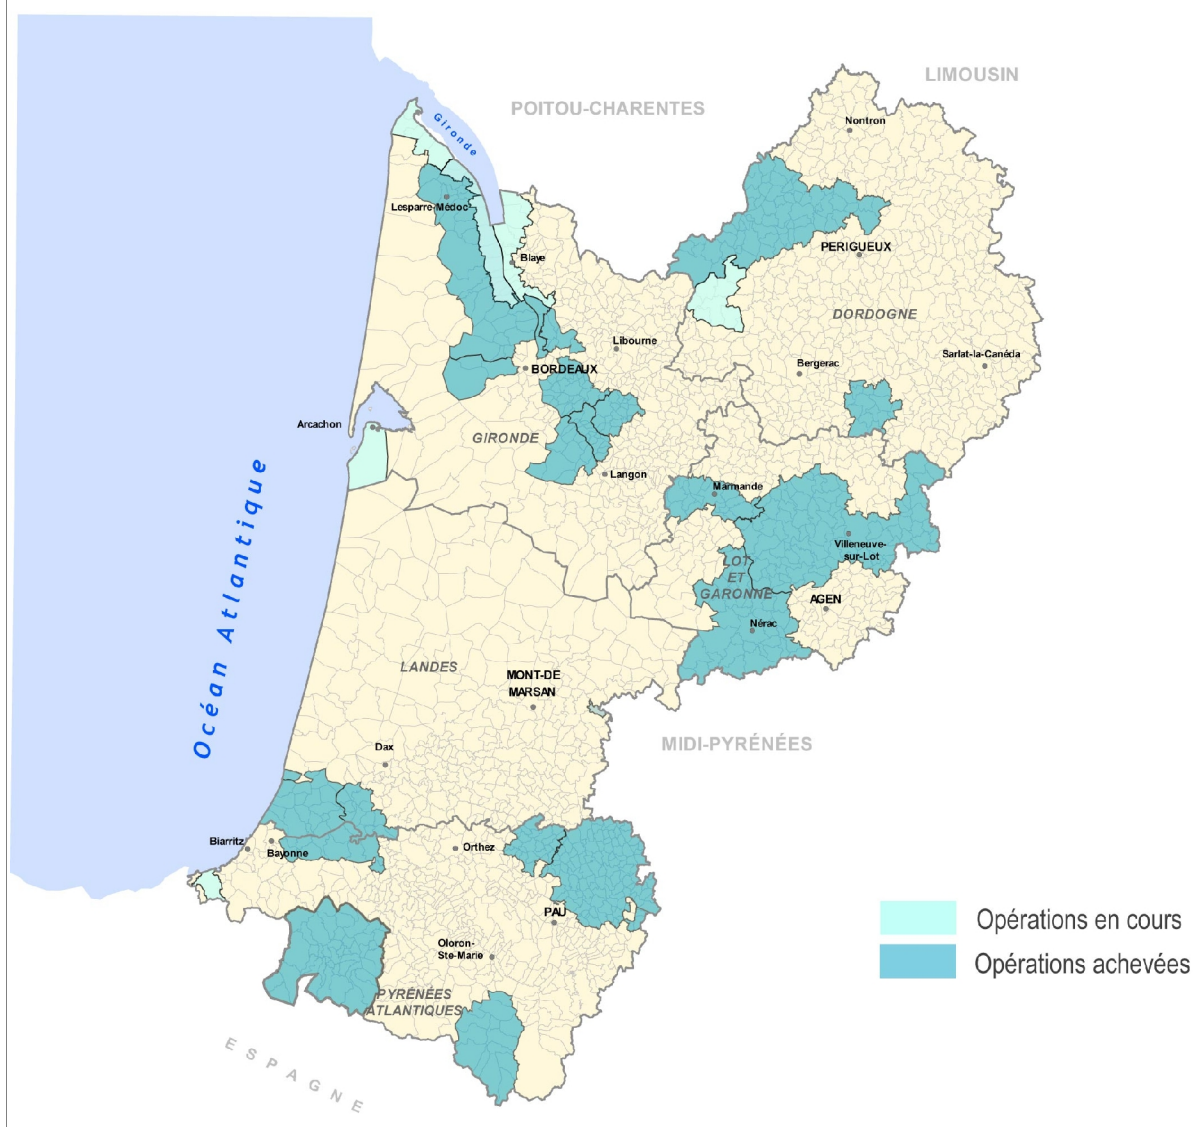 LIMOUSIN
POITOU-CHARENTES
Gironde
Nontron
Lesparre-Médoc
PERIGUEUX
Blaye
DORDOGNE
Libourne
Sarlat-la-Canéda
Bergerac
BORDEAUX
Arcachon
GIRONDE
Langon
Marmande
Océan Atlantique
Villeneuve-
sur-Lot
LOT
ET
GARONNE
AGEN
Nérac
LANDES
MONT-DE
MARSAN
MIDI-PYRÉNÉES
Dax
Biarritz
Bayonne
Orthez
PAU
Opérations en cours
Oloron-
Ste-Marie
Opérations achevées
PYRÉNÉES
ATLANTIQUES
ESPAGNE